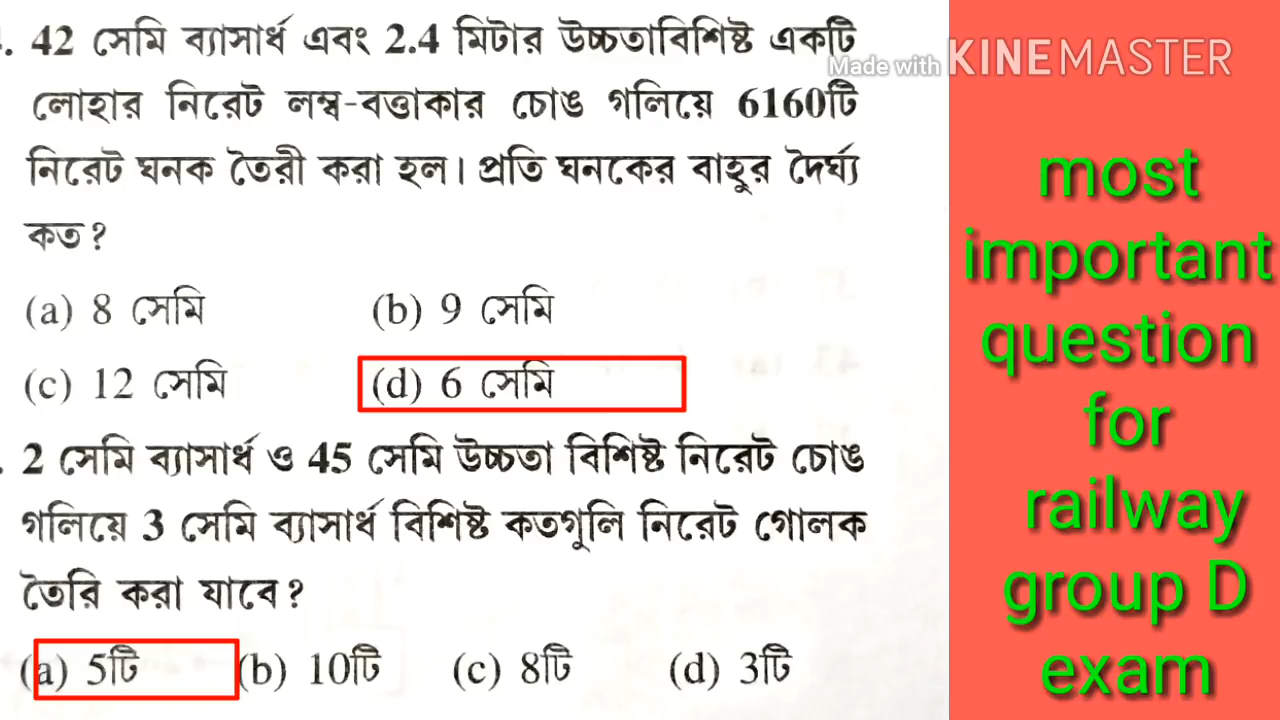 . 42 সেমি ব্যাসার্ধ এবং 2.4 মিটার উচ্চতাবিশিষ্ট একটি
লোহার নিরেট লম্ব-বত্তাকার চোঙ গলিয়ে 6160টি
নিরেট ঘনক তৈরী করা হল। প্রতি ঘনকের বাহুর দৈর্ঘ্য
কত?
(a) 8 সেমি (b) 9 সেমি
(c) 12 সেমি (d) 6 সেমি
. 2 সেমি ব্যাসার্ধ ও 45 সেমি উচ্চতা বিশিষ্ট নিরেট চোঙ
গলিয়ে 3 সেমি ব্যাসার্ধ বিশিষ্ট কতগুলি নিরেট গোলক
তৈরি করা যাবে?
(a) 5টি (b) 10টি (c) 8টি (d) 3টি
Made with KINEMASTER
most
important
question
for
railway
group D
exam